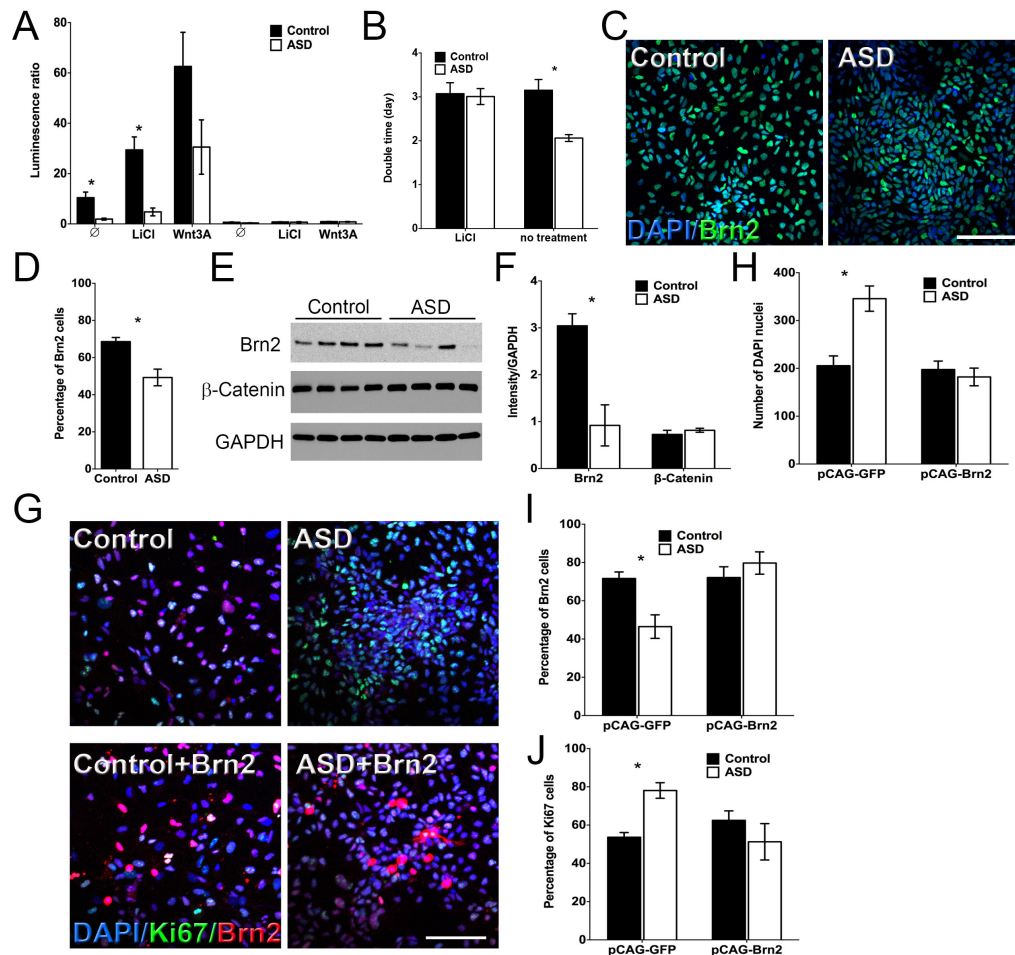 A
Luminescence ratio
80
60
40
20
0
Control
ASD
*
*
∅
LiCl
Wnt3A
∅
LiCl
Wnt3A
B
Double time (day)
4
3
2
1
0
Control
ASD
*
LiCl
no treatment
C
Control
ASD
DAPI/Brn2
D
Percentage of Brn2 cells
100
80
60
40
20
0
*
Control
ASD
E
Control
ASD
Brn2
β-Catenin
GAPDH
F
Intensity/GAPDH
4
3
2
1
0
Control
ASD
*
Brn2
β-Catenin
H
Number of DAPI nuclei
400
300
200
100
0
Control
ASD
*
pCAG-GFP
pCAG-Brn2
G
Control
ASD
Control+Brn2
ASD+Brn2
DAPI/Ki67/Brn2
I
Percentage of Brn2 cells
100
80
60
40
20
0
Control
ASD
*
pCAG-GFP
pCAG-Brn2
J
Percentage of Ki67 cells
100
80
60
40
20
0
Control
ASD
*
pCAG-GFP
pCAG-Brn2